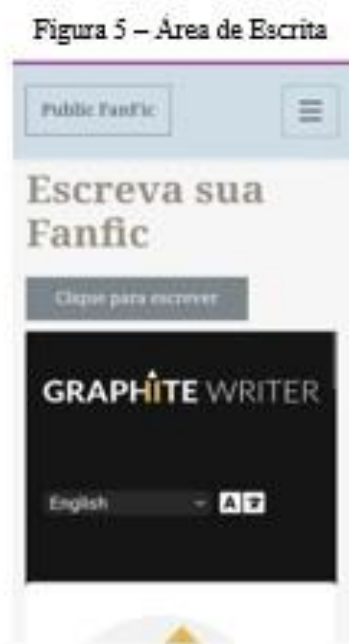 Figura 5 – Área de Escrita
Public FanFic
Escreva sua
Fanfic
Clique para escrever
GRAPHITE WRITER
English
A